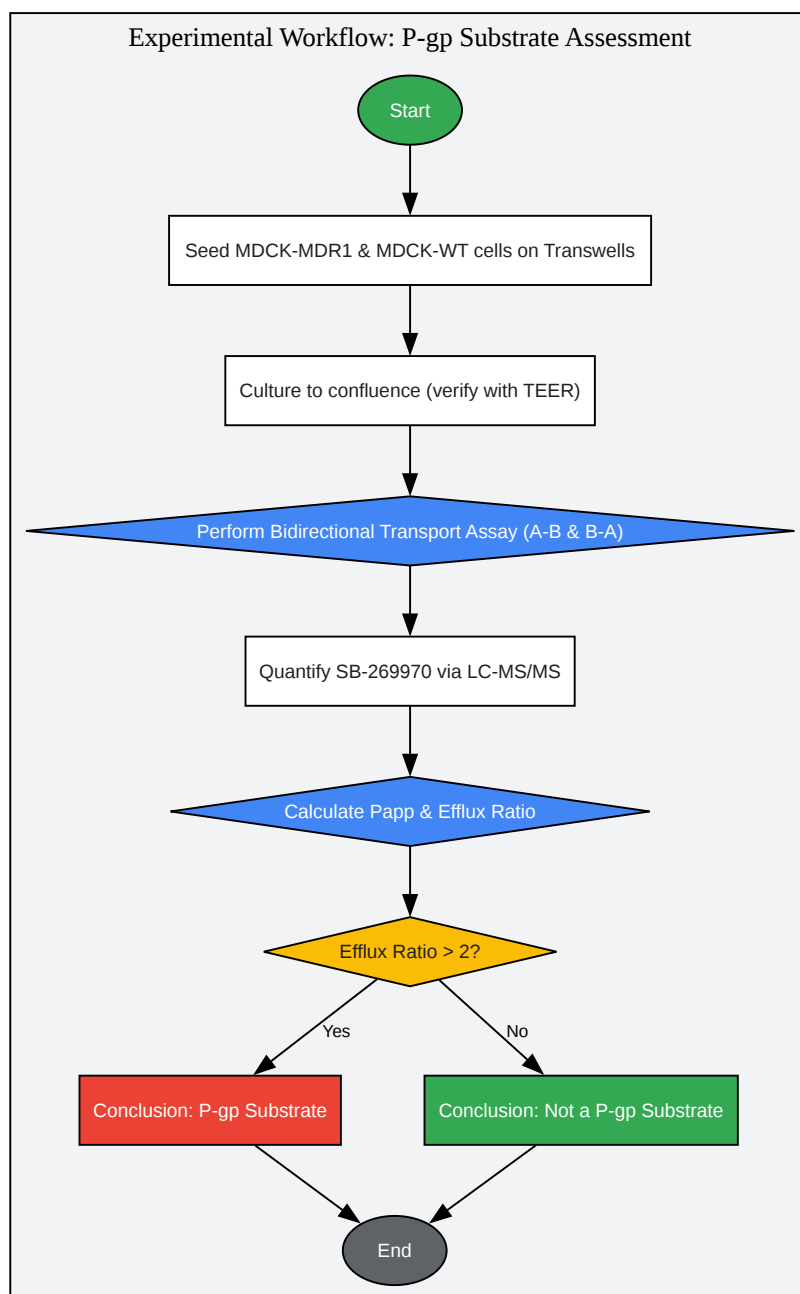 Experimental Workflow: P-gp Substrate Assessment
Start
Seed MDCK-MDR1 & MDCK-WT cells on Transwells
Culture to confluence (verify with TEER)
Perform Bidirectional Transport Assay (A-B & B-A)
Quantify SB-269970 via LC-MS/MS
Calculate Papp & Efflux Ratio
Efflux Ratio > 2?
Yes
No
Conclusion: P-gp Substrate
Conclusion: Not a P-gp Substrate
End